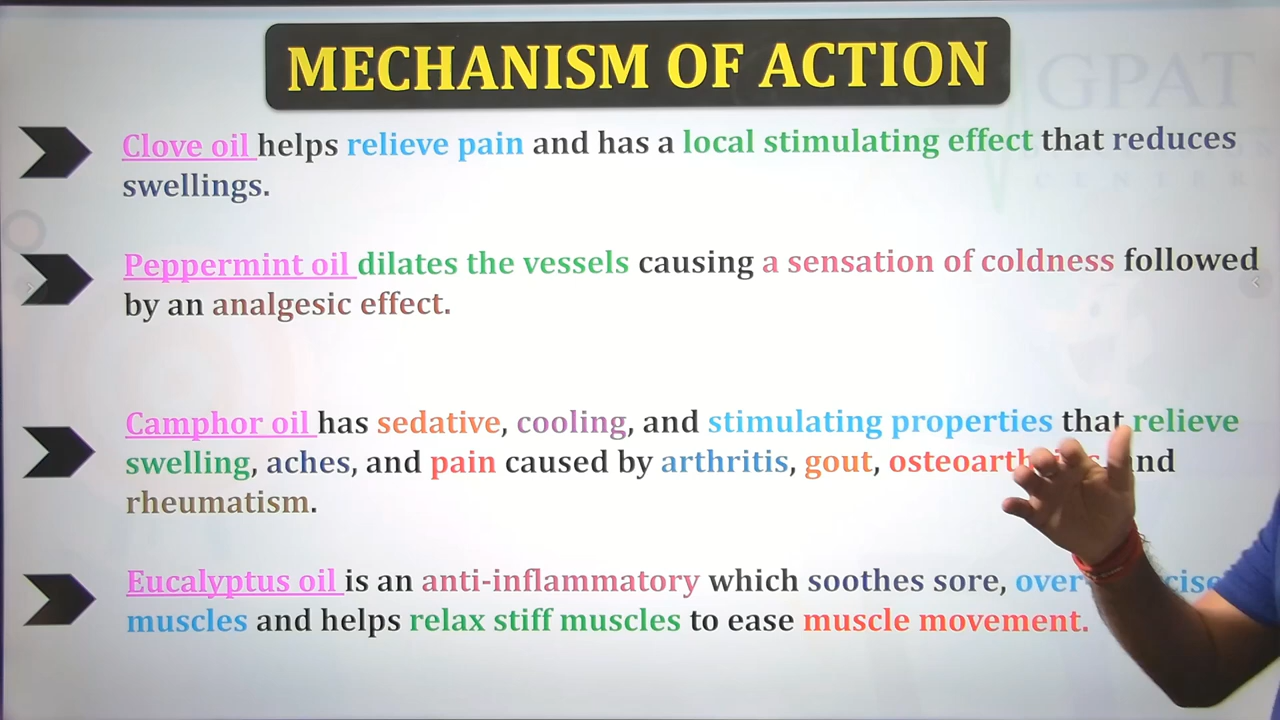 MECHANISM OF ACTION
GPAT
Clove oil helps relieve pain and has a local stimulating effect that reduces
swellings.
CENTER
Peppermint oil dilates the vessels causing a sensation of coldness followed
by an analgesic effect.
Camphor oil has sedative, cooling, and stimulating properties that relieve
swelling, aches, and pain caused by arthritis, gout, and
rheumatism.
Eucalyptus oil is an anti-inflammatory which soothes sore,
muscles and helps relax stiff muscles to ease muscle movement.